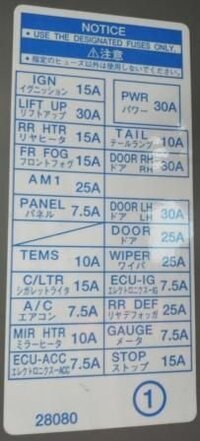 NOTICE
• USE THE DESIGNATED FUSES ONLY.
⚠注意
• 指定のヒューズ以外は使用しないでください。
IGN
イグニッション 15A
PWR
パワー 30A
LIFT UP
リフトアップ 30A
RR HTR
リヤヒータ 15A
TAIL
テールランプ 10A
FR FOG
フロントフォグ 15A
DOOR RH
ドア RH 30A
AM1 25A
PANEL
パネル 7.5A
DOOR LH
ドア LH 30A
DOOR
ドア 25A
TEMS 10A
WIPER
ワイパ 25A
C/LTR
シガレットライタ 15A
ECU-IG
エレクトロニクス-IG 7.5A
A/C
エアコン 7.5A
RR DEF
リヤデフォッガ 25A
MIR HTR
ミラーヒータ 10A
GAUGE
メータ 7.5A
ECU-ACC
エレクトロニクス-ACC 7.5A
STOP
ストップ 15A
28080
1